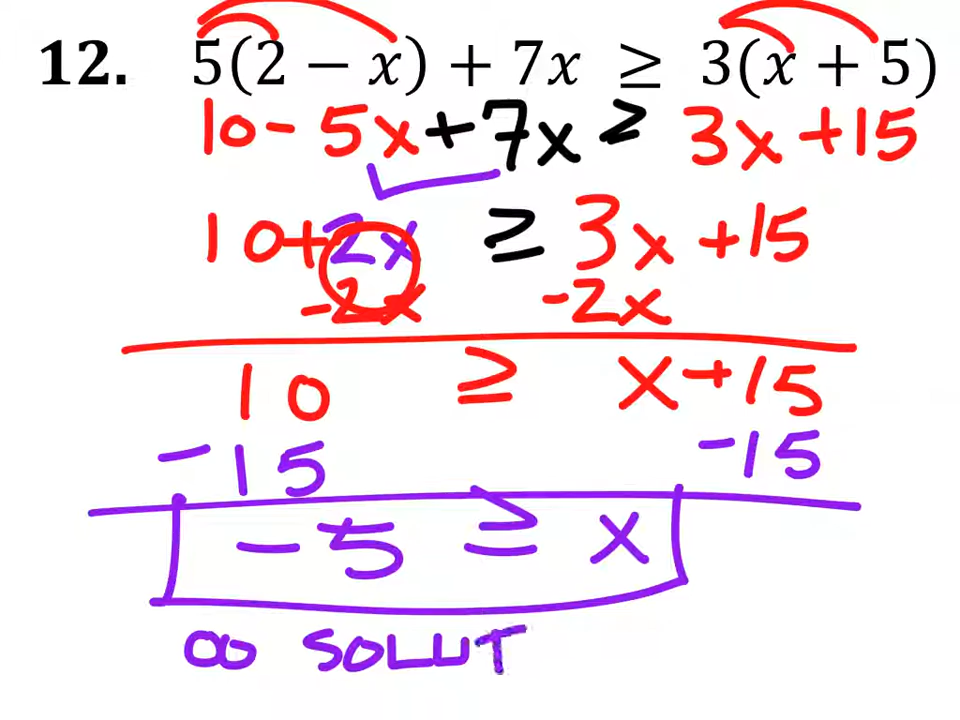 12. 5(2 − x) + 7x ≥ 3(x + 5)
10 - 5x + 7x ≥ 3x + 15
10 + 2x ≥ 3x + 15
-2x -2x
10 ≥ x + 15
-15 -15
-5 ≥ x
∞ SOLUT